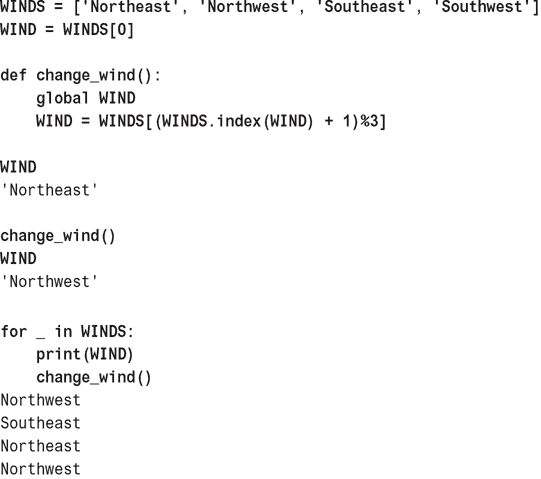 WINDS = ['Northeast', 'Northwest', 'Southeast', 'Southwest']
WIND = WINDS[0]
def change_wind():
    global WIND
    WIND = WINDS[(WINDS.index(WIND) + 1)%3]
WIND
'Northeast'
change_wind()
WIND
'Northwest'
for _ in WINDS:
    print(WIND)
    change_wind()
Northwest
Southeast
Northeast
Northwest